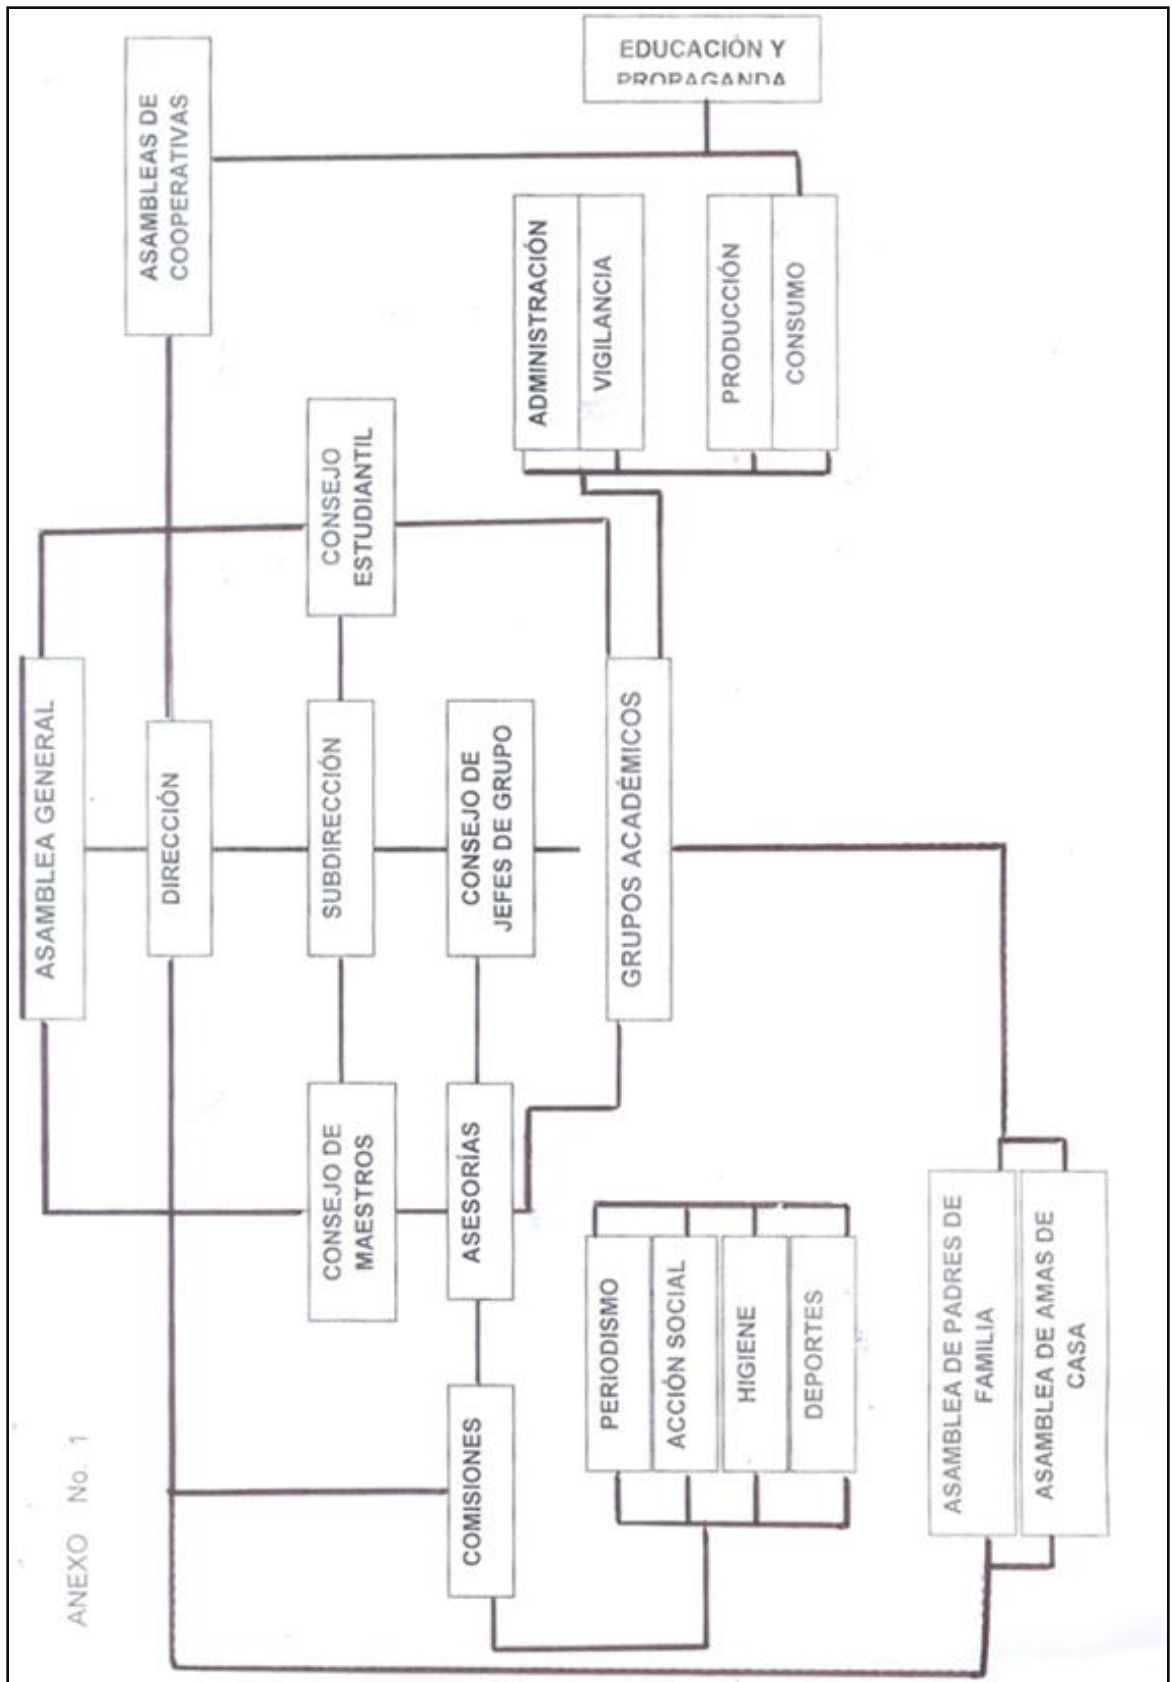 ANEXO No. 1
ASAMBLEA GENERAL
DIRECCIÓN
ASAMBLEAS DE
COOPERATIVAS
SUBDIRECCIÓN
CONSEJO DE
MAESTROS
CONSEJO
ESTUDIANTIL
COMISIONES
ASESORÍAS
CONSEJO DE
JEFES DE GRUPO
GRUPOS ACADÉMICOS
ADMINISTRACIÓN
VIGILANCIA
PRODUCCIÓN
CONSUMO
EDUCACIÓN Y
PROPAGANDA
PERIODISMO
ACCIÓN SOCIAL
HIGIENE
DEPORTES
ASAMBLEA DE PADRES DE
FAMILIA
ASAMBLEA DE AMAS DE
CASA